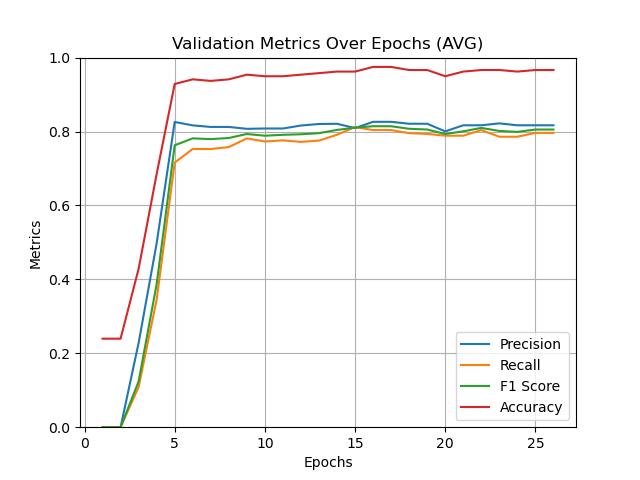 Validation Metrics Over Epochs (AVG)
1.0
0.8
0.6
0.4
0.2
0.0
Metrics
0 5 10 15 20 25
Epochs
Precision
Recall
F1 Score
Accuracy